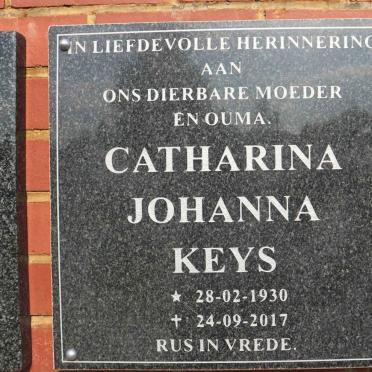 IN LIEFDEVOLLE HERINNERING
AAN
ONS DIERBARE MOEDER
EN OUMA.
CATHARINA
JOHANNA
KEYS
★ 28-02-1930
✝ 24-09-2017
RUS IN VREDE.